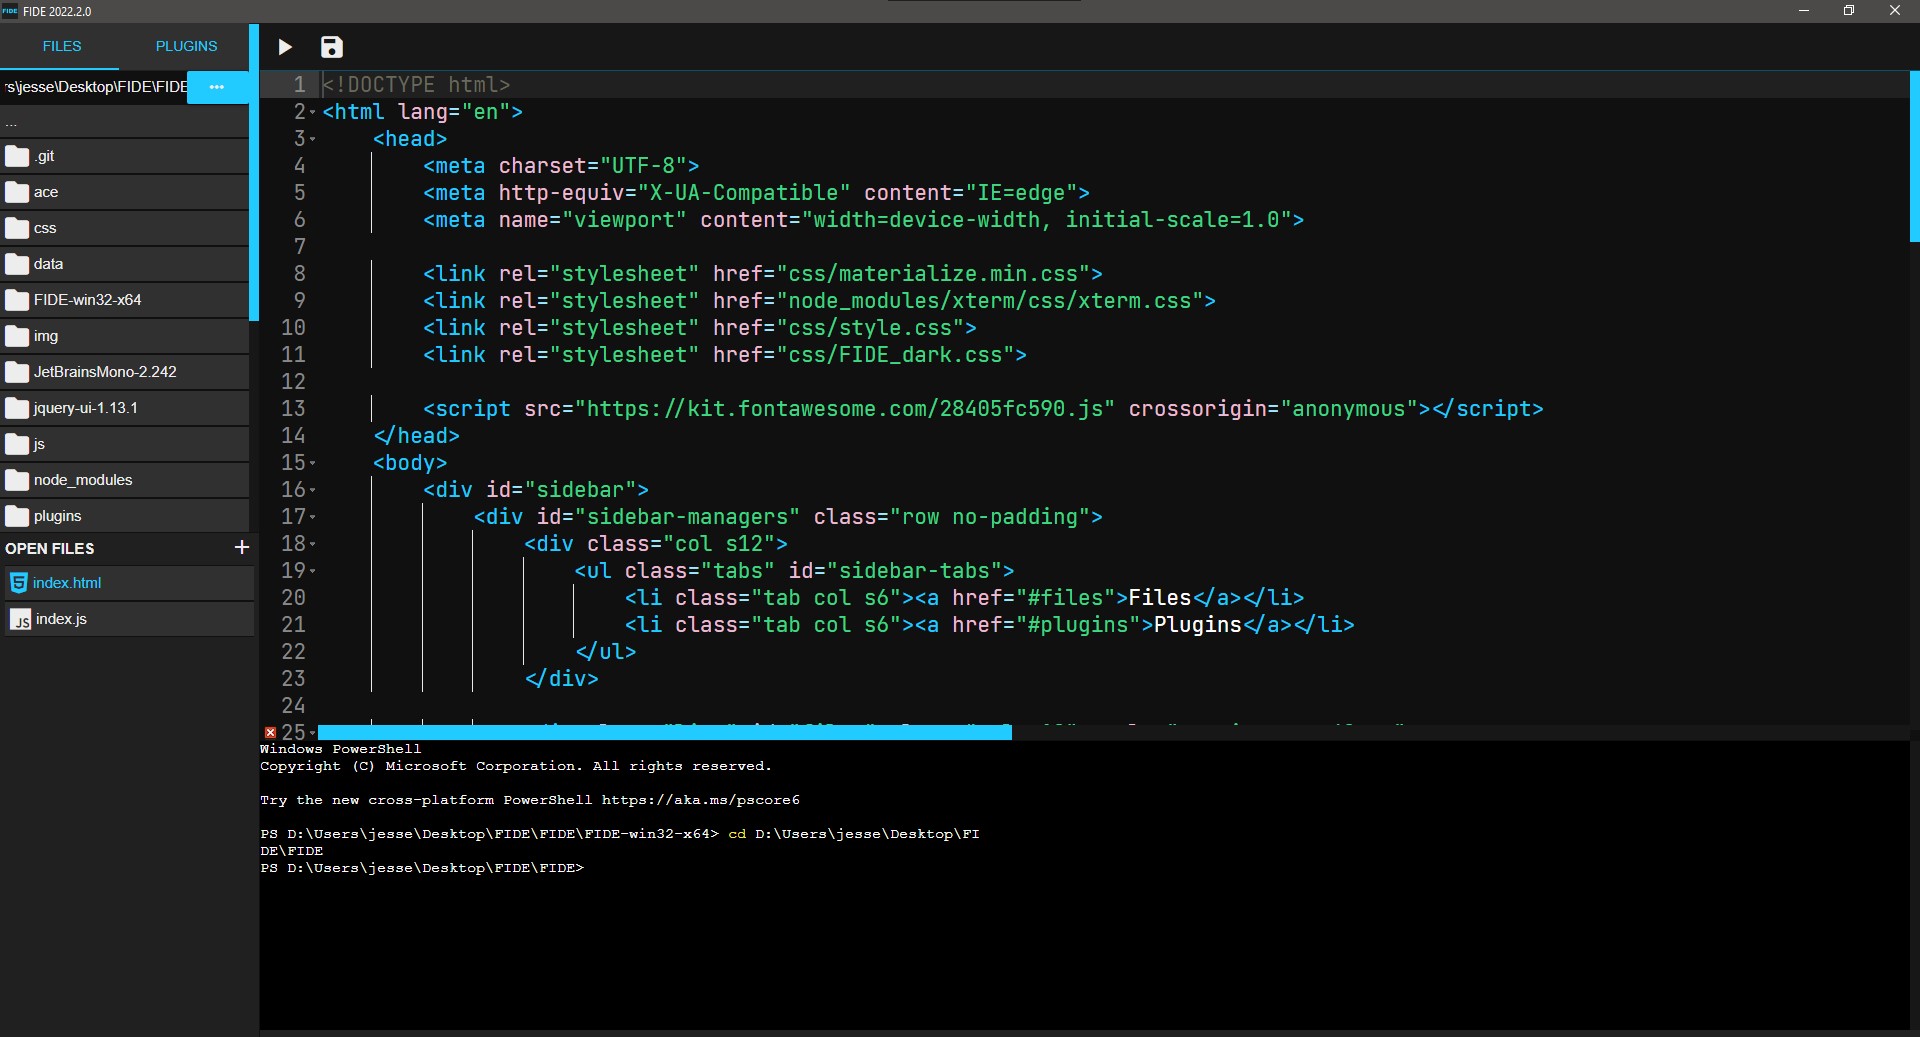 FIDE FIDE 2022.2.0
FILES PLUGINS
rs\jesse\Desktop\FIDE\FIDE ...
...
.git
ace
css
data
FIDE-win32-x64
img
JetBrainsMono-2.242
jquery-ui-1.13.1
js
node_modules
plugins
OPEN FILES +
5 index.html
JS index.js
1 <!DOCTYPE html>
2 <html lang="en">
3 <head>
4 <meta charset="UTF-8">
5 <meta http-equiv="X-UA-Compatible" content="IE=edge">
6 <meta name="viewport" content="width=device-width, initial-scale=1.0">
7
8 <link rel="stylesheet" href="css/materialize.min.css">
9 <link rel="stylesheet" href="node_modules/xterm/css/xterm.css">
10 <link rel="stylesheet" href="css/style.css">
11 <link rel="stylesheet" href="css/FIDE_dark.css">
12
13 <script src="https://kit.fontawesome.com/28405fc590.js" crossorigin="anonymous"></script>
14 </head>
15 <body>
16 <div id="sidebar">
17 <div id="sidebar-managers" class="row no-padding">
18 <div class="col s12">
19 <ul class="tabs" id="sidebar-tabs">
20 <li class="tab col s6"><a href="#files">Files</a></li>
21 <li class="tab col s6"><a href="#plugins">Plugins</a></li>
22 </ul>
23 </div>
24
25
Windows PowerShell
Copyright (C) Microsoft Corporation. All rights reserved.
Try the new cross-platform PowerShell https://aka.ms/pscore6
PS D:\Users\jesse\Desktop\FIDE\FIDE\FIDE-win32-x64> cd D:\Users\jesse\Desktop\FI
DE\FIDE
PS D:\Users\jesse\Desktop\FIDE\FIDE>